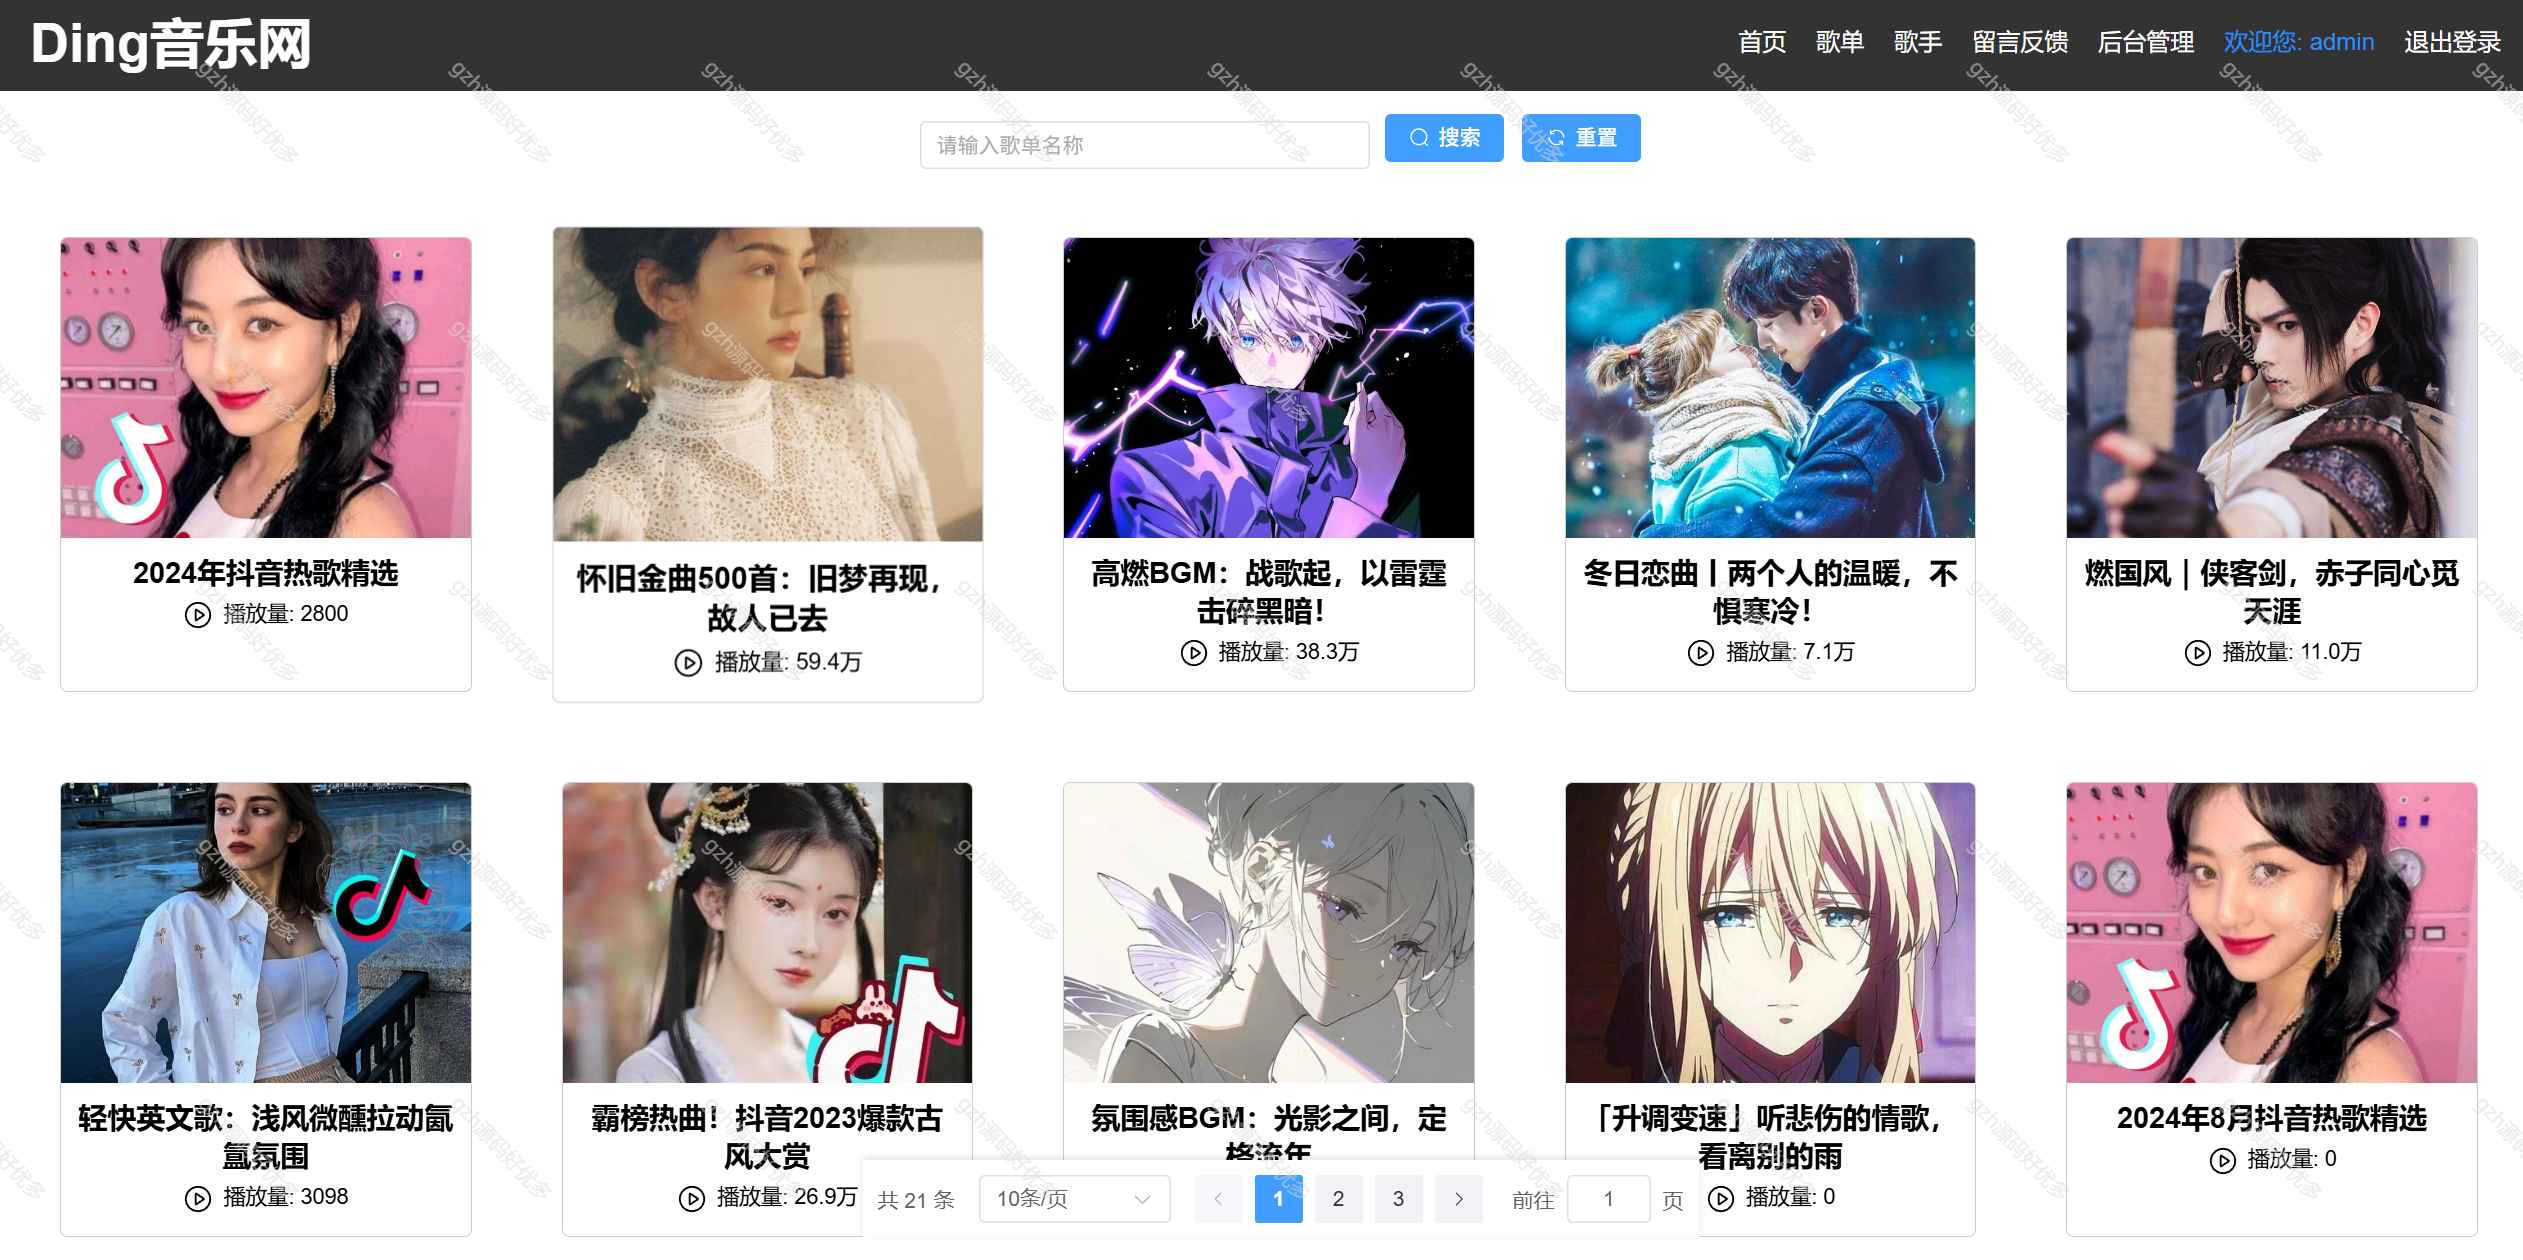 Ding音乐网
首页 歌单 歌手 留言反馈 后台管理 欢迎您: admin 退出登录
请输入歌单名称 搜索 重置
2024年抖音热歌精选
播放量: 2800
怀旧金曲500首：旧梦再现，
故人已去
播放量: 59.4万
高燃BGM：战歌起，以雷霆
击碎黑暗！
播放量: 38.3万
冬日恋曲丨两个人的温暖，不
惧寒冷！
播放量: 7.1万
燃国风｜侠客剑，赤子同心觅
天涯
播放量: 11.0万
轻快英文歌：浅风微醺拉动氤
氲氛围
播放量: 3098
霸榜热曲！抖音2023爆款古
风大赏
播放量: 26.9万
氛围感BGM：光影之间，定
格流年
「升调变速」听悲伤的情歌，
看离别的雨
播放量: 0
2024年8月抖音热歌精选
播放量: 0
共 21 条 10条/页 1 2 3 前往 1 页
gzh源码好优多